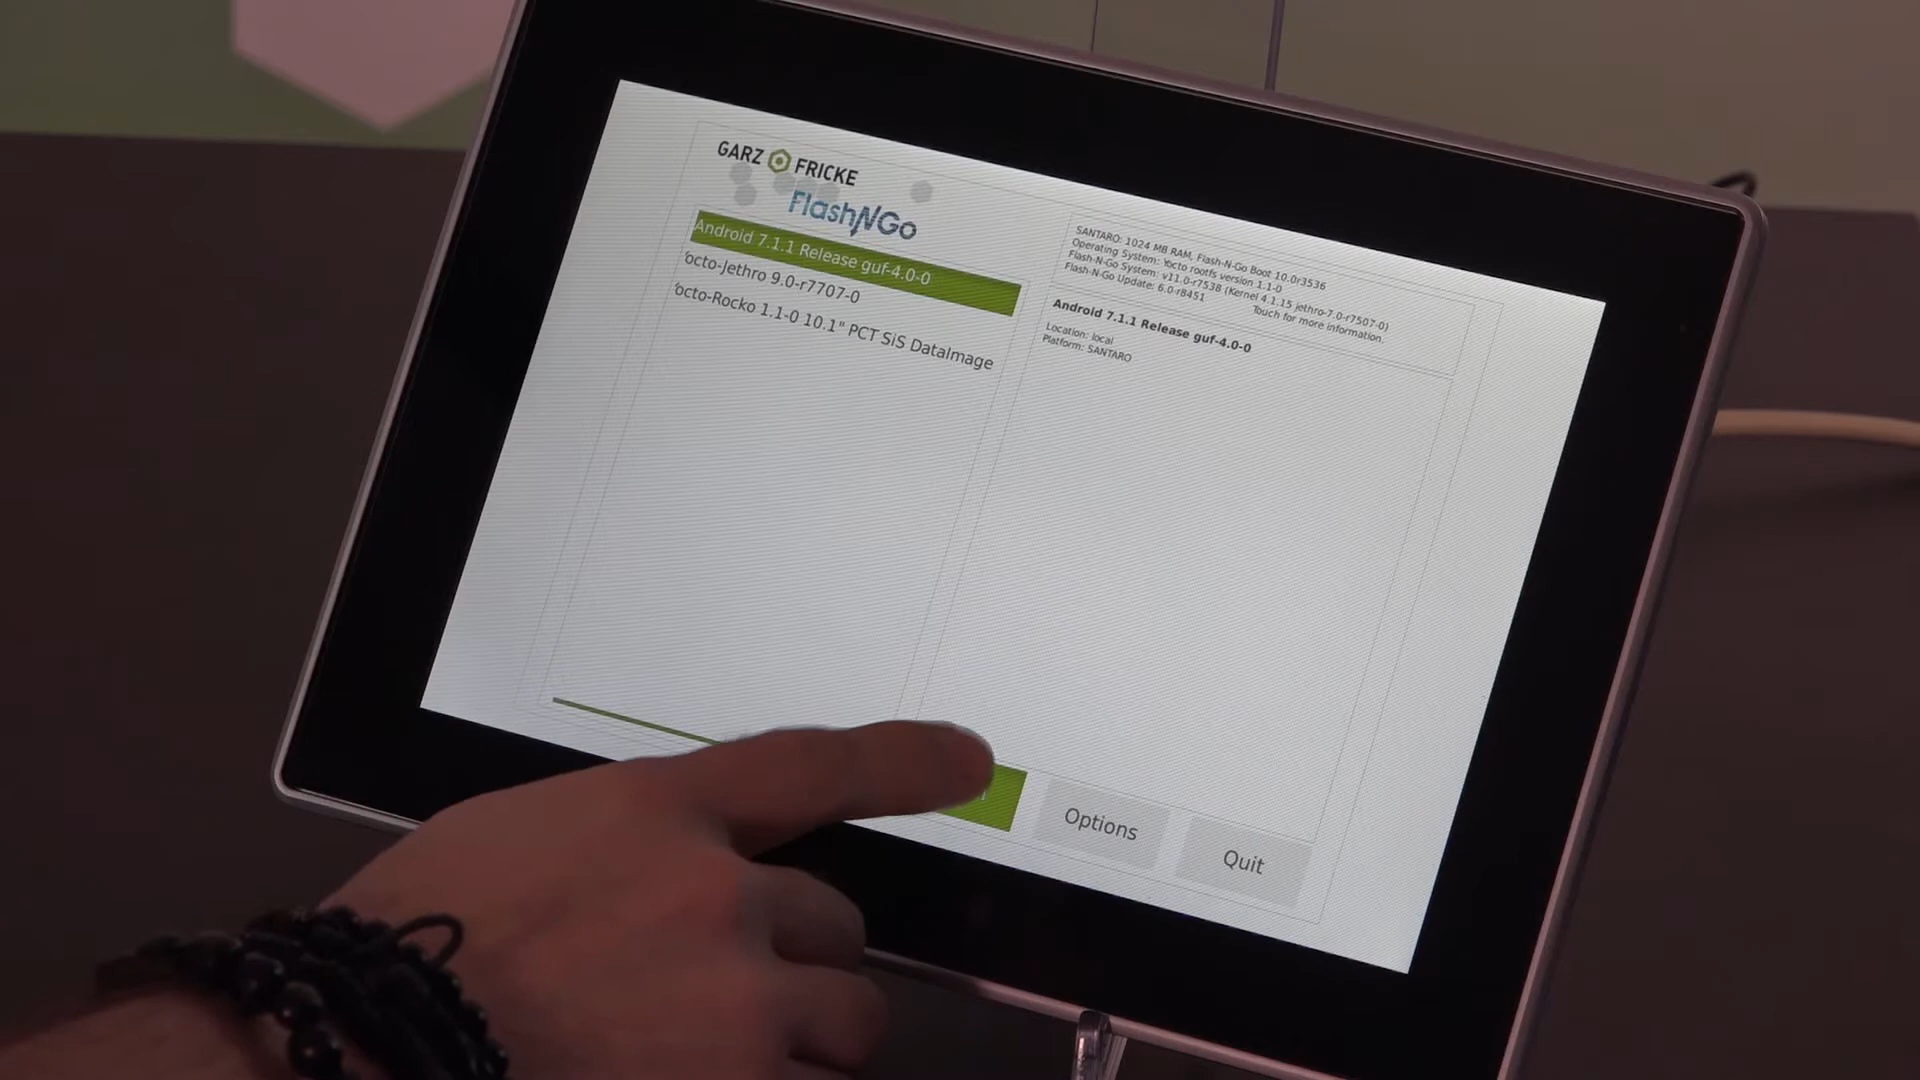 GARZ FRICKE
FlashNGo
Android 7.1.1 Release guf-4.0-0
octo-Jethro 9.0-r7707-0
octo-Rocko 1.1-0 10.1" PCT SiS DataImage
SANTARO: 1024 MB RAM, Flash-N-Go Boot 10.0r3536
Operating System: Yocto rootfs version 1.1-0
Flash-N-Go System: v11.0-r7538 (Kernel 4.1.15 jethro-7.0-r7507-0)
Flash-N-Go Update: 6.0-r8451
Touch for more information.
Android 7.1.1 Release guf-4.0-0
Location: local
Platform: SANTARO
Options
Quit